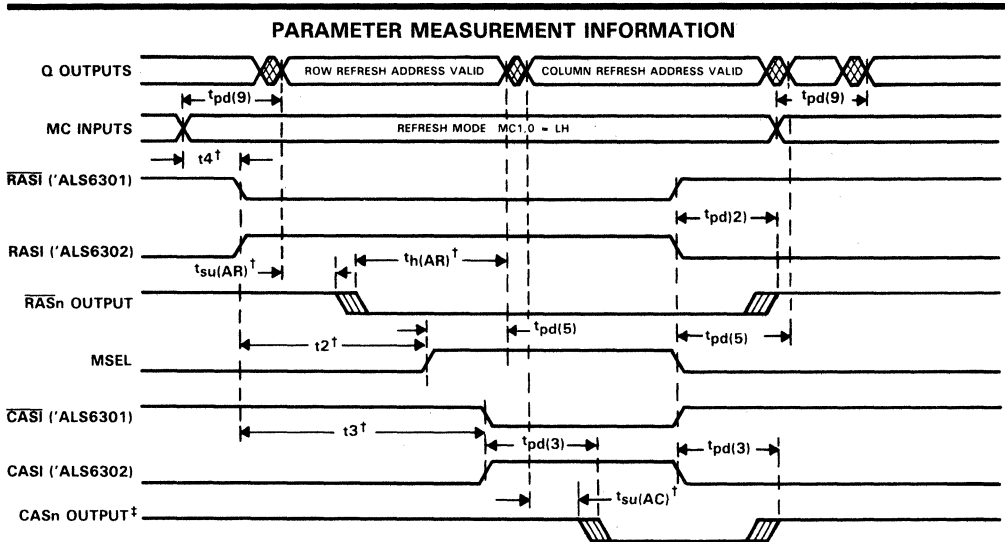 PARAMETER MEASUREMENT INFORMATION
Q OUTPUTS
ROW REFRESH ADDRESS VALID
COLUMN REFRESH ADDRESS VALID
tpd(9)
tpd(9)
MC INPUTS
REFRESH MODE MC1,0 = LH
t4†
RASI ('ALS6301)
tpd)2)
RASI ('ALS6302)
tsu(AR)†
th(AR)†
RASn OUTPUT
tpd(5)
tpd(5)
t2†
MSEL
CASI ('ALS6301)
t3†
tpd(3)
tpd(3)
CASI ('ALS6302)
tsu(AC)†
CASn OUTPUT‡